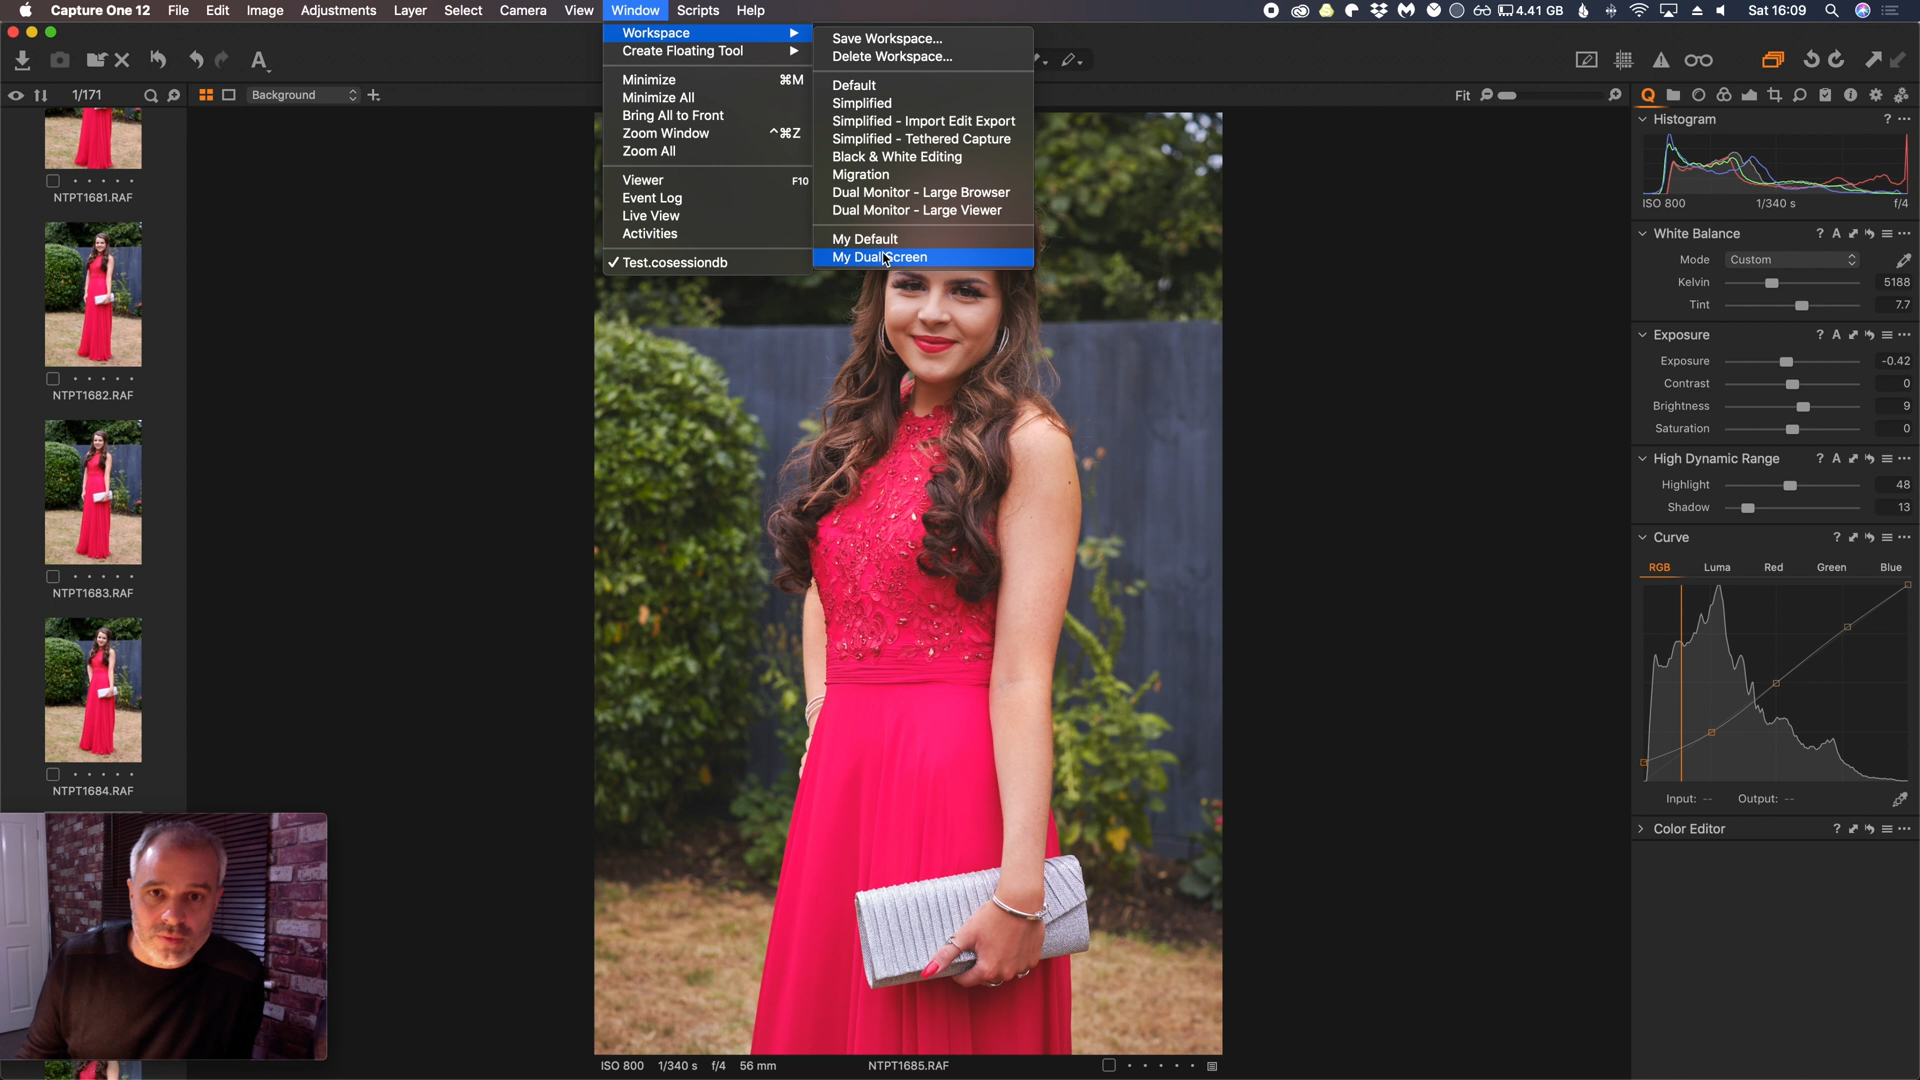 Capture One 12 File Edit Image Adjustments Layer Select Camera View Window Scripts Help 4.41 GB Sat 16:09
Workspace
Create Floating Tool
Minimize ⌘M
Minimize All
Bring All to Front
Zoom Window ^⌘Z
Zoom All
Viewer F10
Event Log
Live View
Activities
✓ Test.cosessiondb
Save Workspace...
Delete Workspace...
Default
Simplified
Simplified - Import Edit Export
Simplified - Tethered Capture
Black & White Editing
Migration
Dual Monitor - Large Browser
Dual Monitor - Large Viewer
My Default
My Dual Screen
1/171 Background Fit
NTPT1681.RAF
NTPT1682.RAF
NTPT1683.RAF
NTPT1684.RAF
ISO 800 1/340 s f/4 56 mm NTPT1685.RAF
Histogram ?
ISO 800 1/340 s f/4
White Balance ? A
Mode Custom
Kelvin 5188
Tint 7.7
Exposure ? A
Exposure -0.42
Contrast 0
Brightness 9
Saturation 0
High Dynamic Range ? A
Highlight 48
Shadow 13
Curve ?
RGB Luma Red Green Blue
Input: -- Output: --
Color Editor ?